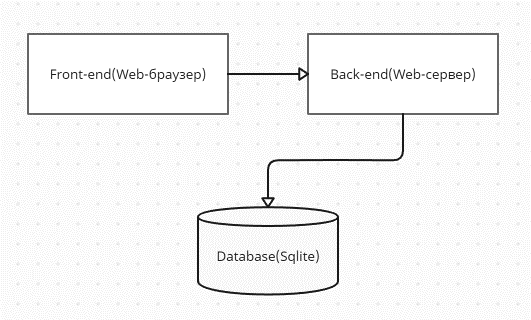 Front-end(Web-браузер)
Back-end(Web-сервер)
Database(Sqlite)